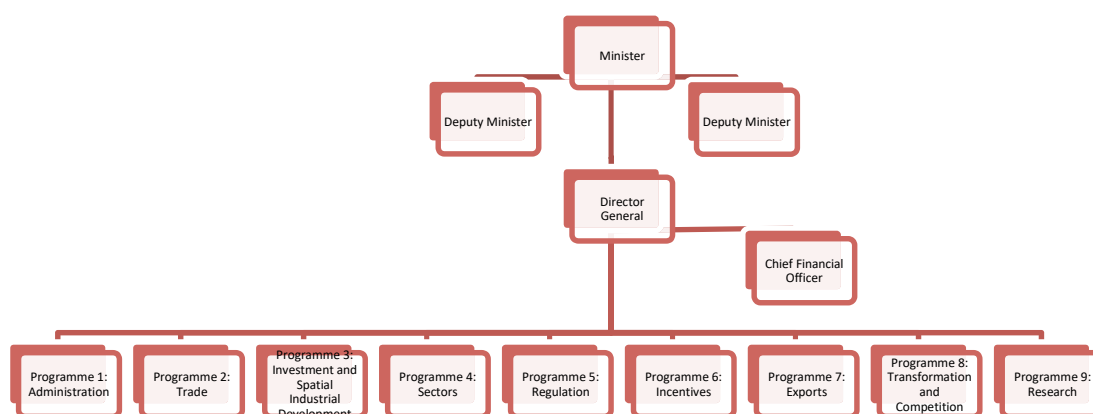 Minister
Deputy Minister
Deputy Minister
Director
General
Chief Financial
Officer
Programme 1:
Administration
Programme 2:
Trade
Programme 3:
Investment and
Spatial
Industrial
Development
Programme 4:
Sectors
Programme 5:
Regulation
Programme 6:
Incentives
Programme 7:
Exports
Programme 8:
Transformation
and
Competition
Programme 9:
Research